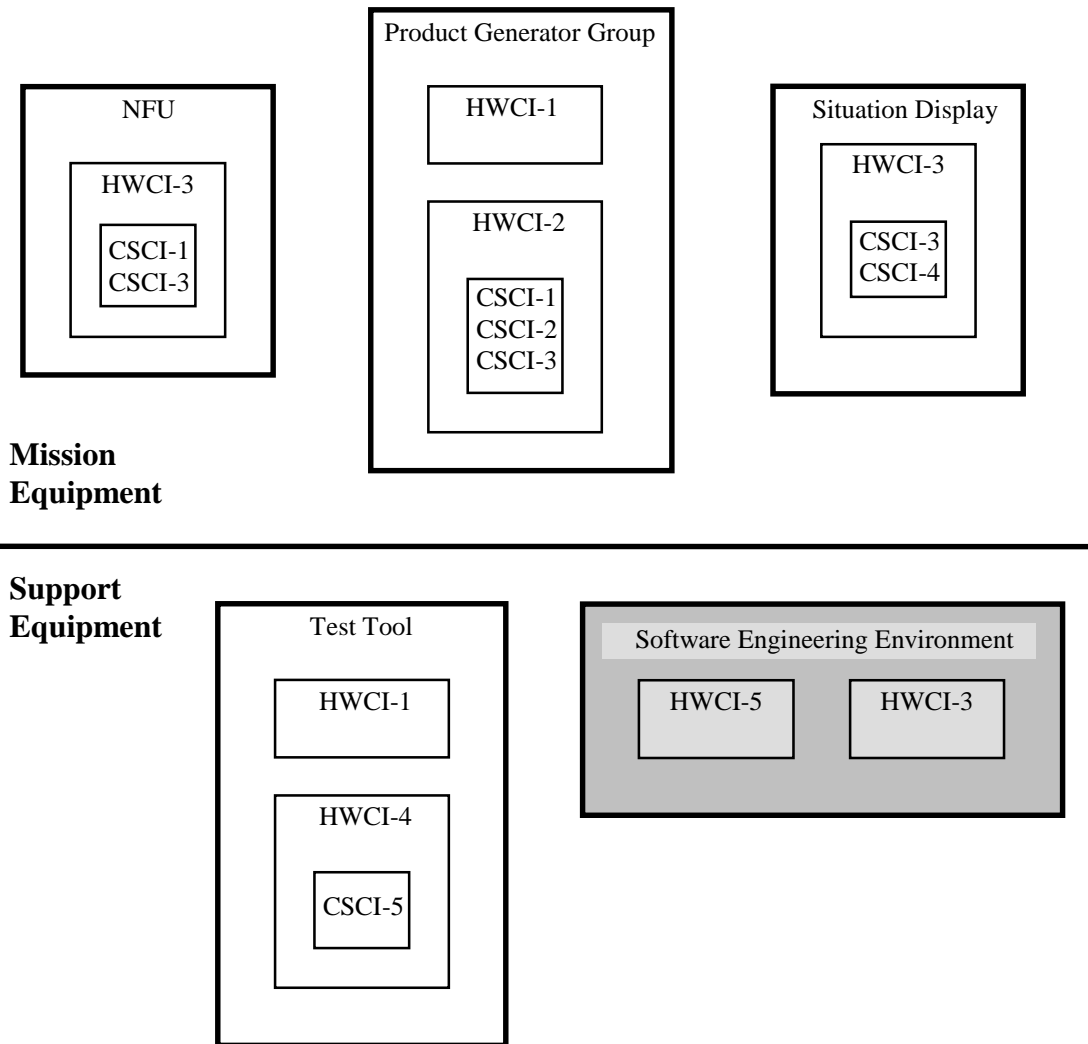 Product Generator Group
HWCI-1
HWCI-2
CSCI-1
CSCI-2
CSCI-3
NFU
HWCI-3
CSCI-1
CSCI-3
Situation Display
HWCI-3
CSCI-3
CSCI-4
Mission
Equipment
Support
Equipment
Test Tool
HWCI-1
HWCI-4
CSCI-5
Software Engineering Environment
HWCI-5
HWCI-3